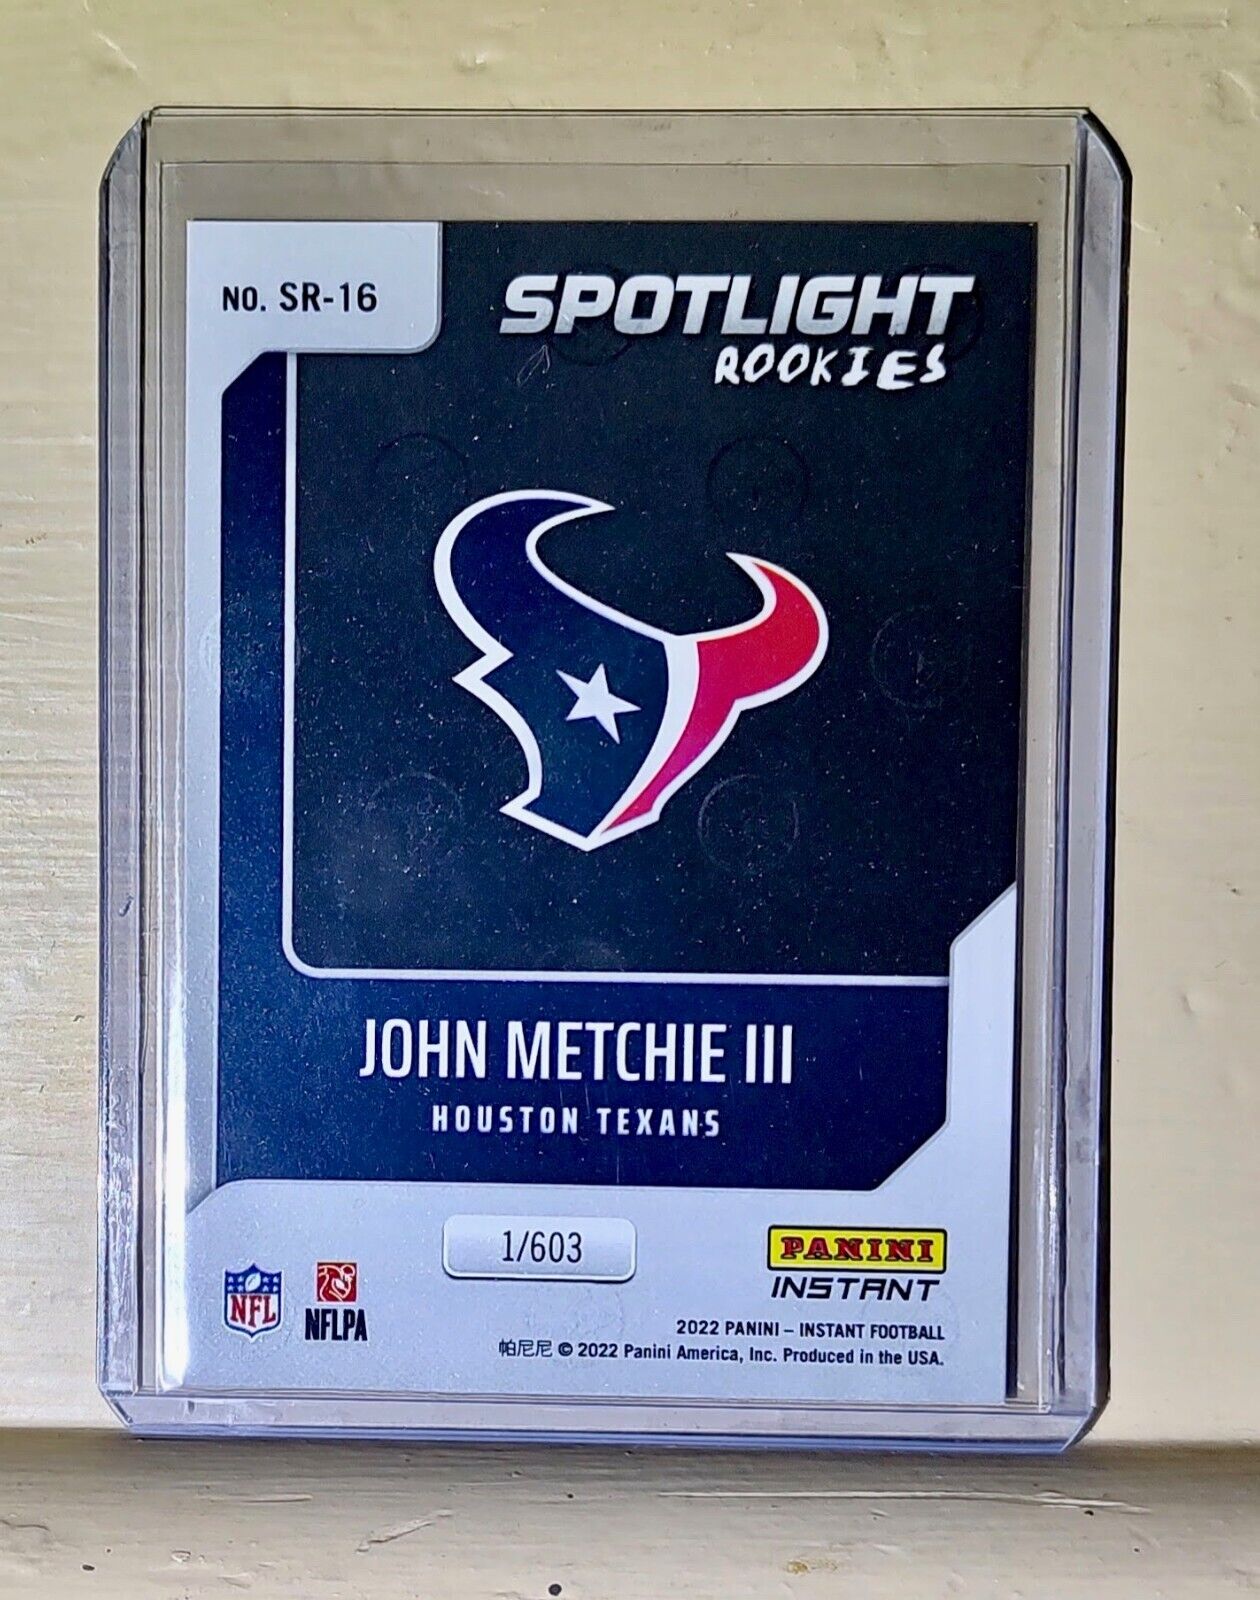 NO. SR-16
SPOTLIGHT
ROOKIES
JOHN METCHIE III
HOUSTON TEXANS
1/603
PANINI
INSTANT
NFL
NFLPA
2022 PANINI – INSTANT FOOTBALL
帕尼尼 © 2022 Panini America, Inc. Produced in the USA.